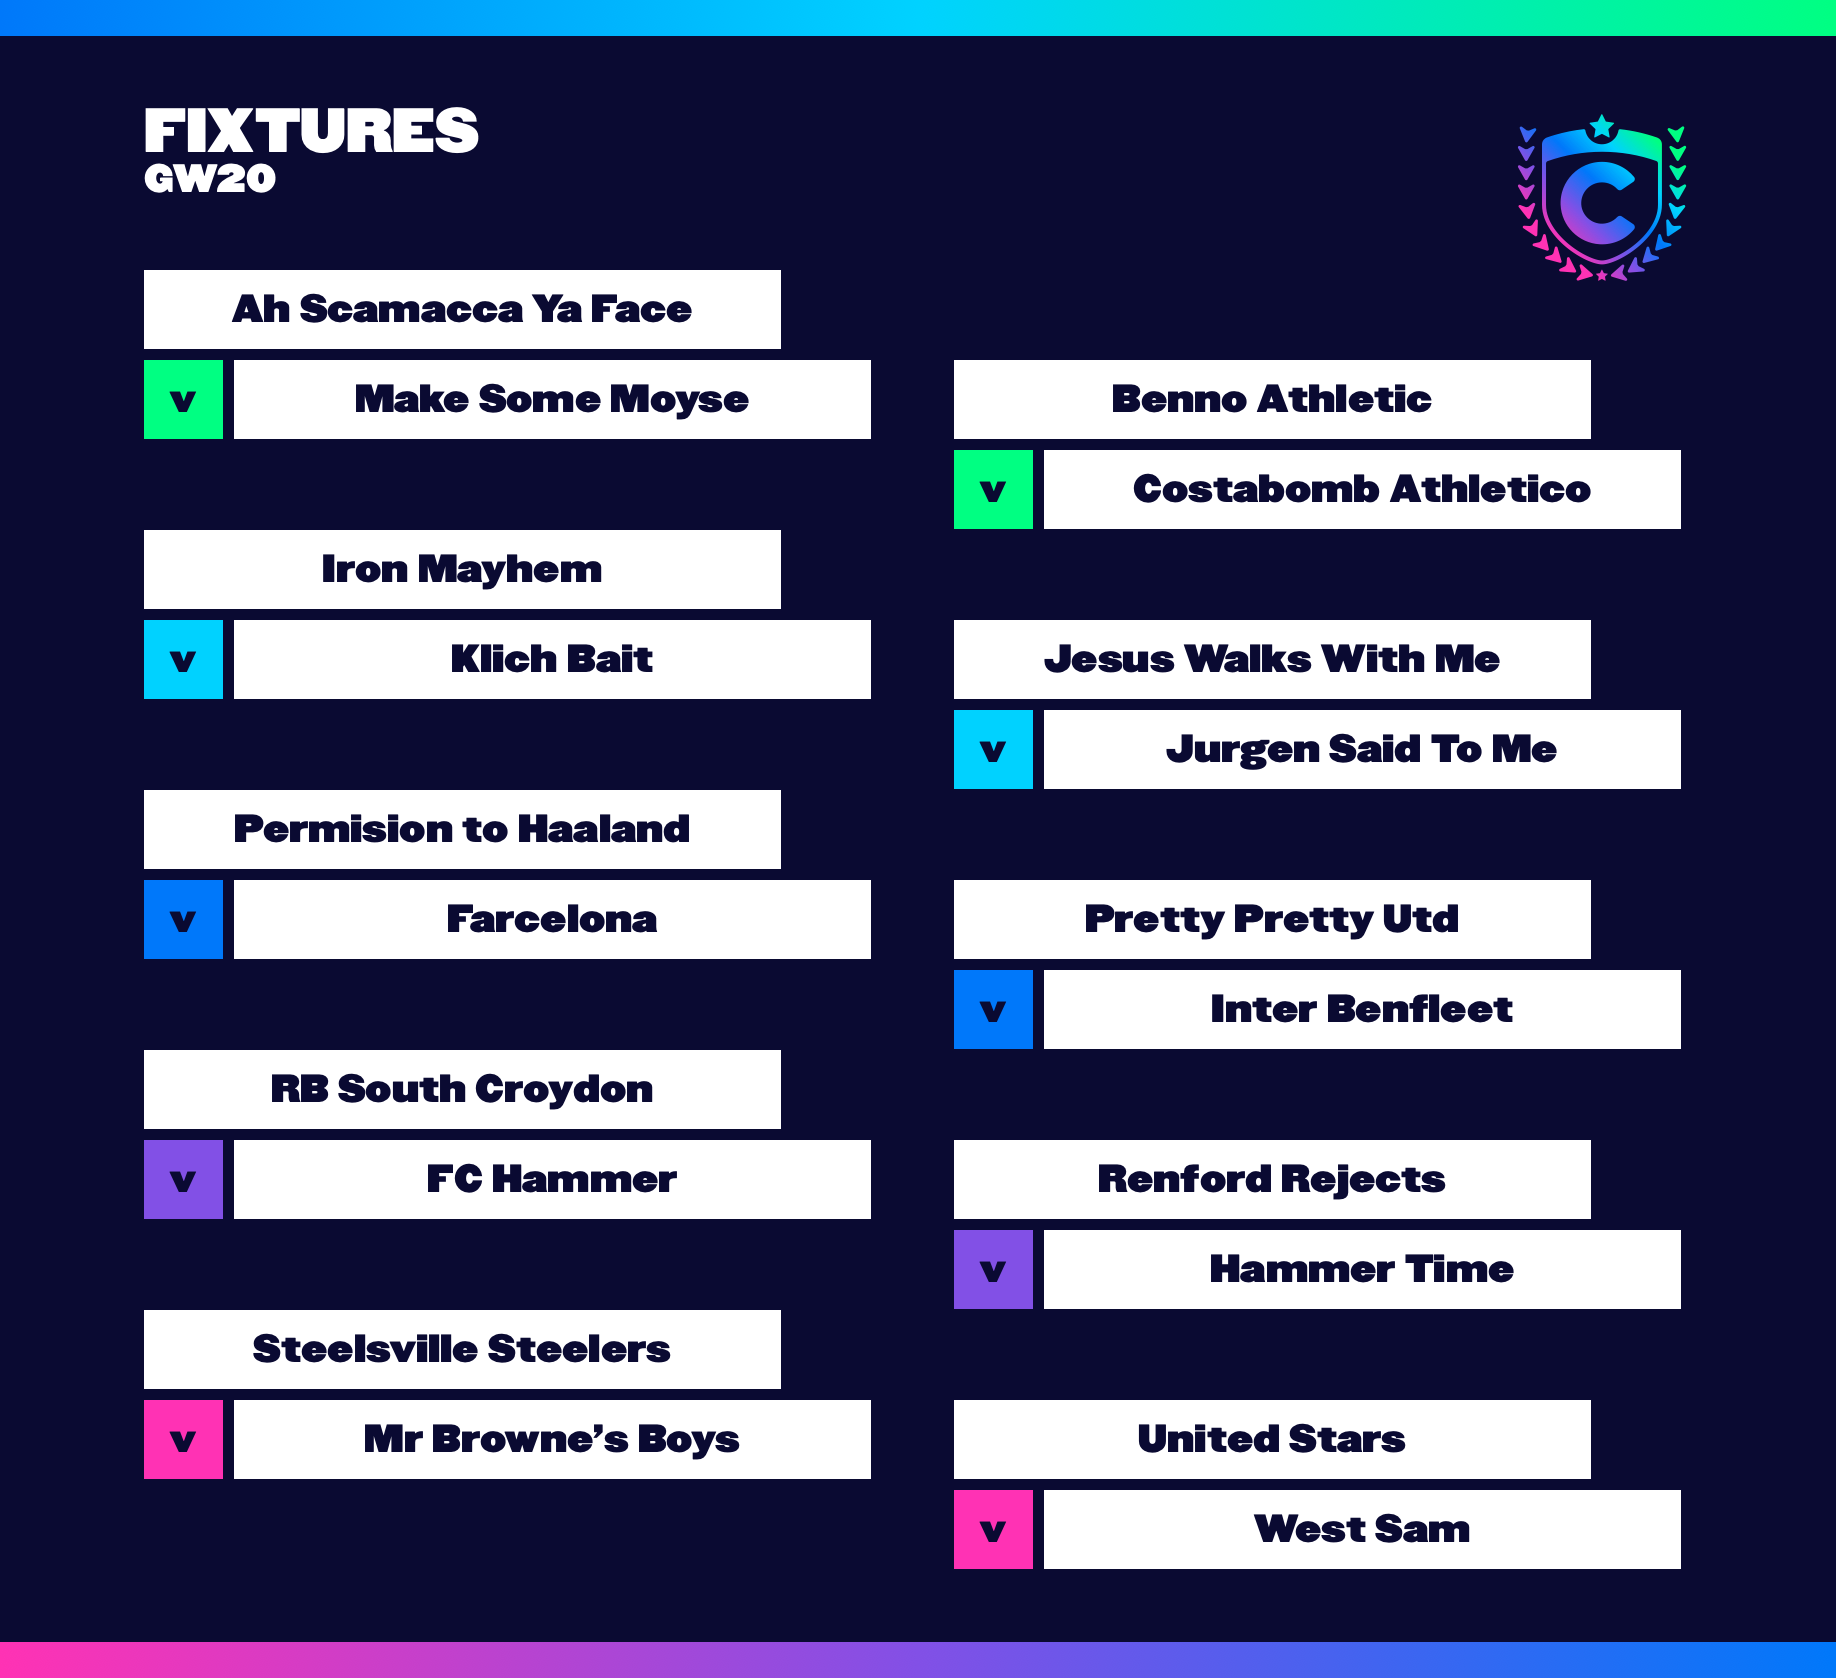 FIXTURES
GW20
Ah Scamacca Ya Face
v Make Some Moyse
Benno Athletic
v Costabomb Athletico
Iron Mayhem
v Klich Bait
Jesus Walks With Me
v Jurgen Said To Me
Permision to Haaland
v Farcelona
Pretty Pretty Utd
v Inter Benfleet
RB South Croydon
v FC Hammer
Renford Rejects
v Hammer Time
Steelsville Steelers
v Mr Browne’s Boys
United Stars
v West Sam
C